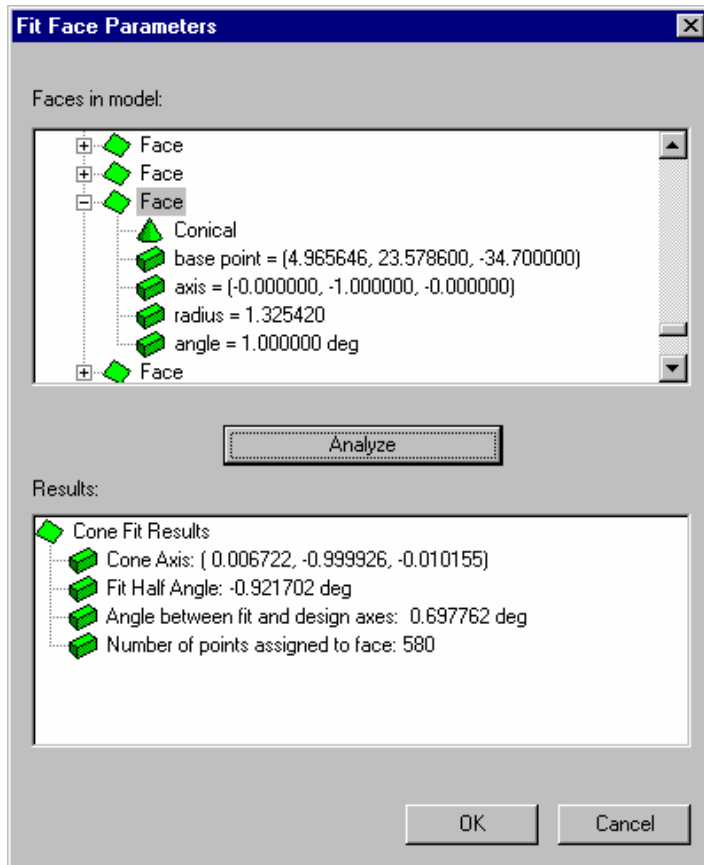 Fit Face Parameters
Faces in model:
Face
Face
Face
Conical
base point = (4.965646, 23.578600, -34.700000)
axis = (-0.000000, -1.000000, -0.000000)
radius = 1.325420
angle = 1.000000 deg
Face
Analyze
Results:
Cone Fit Results
Cone Axis: ( 0.006722, -0.999926, -0.010155)
Fit Half Angle: -0.921702 deg
Angle between fit and design axes:  0.697762 deg
Number of points assigned to face: 580
OK Cancel